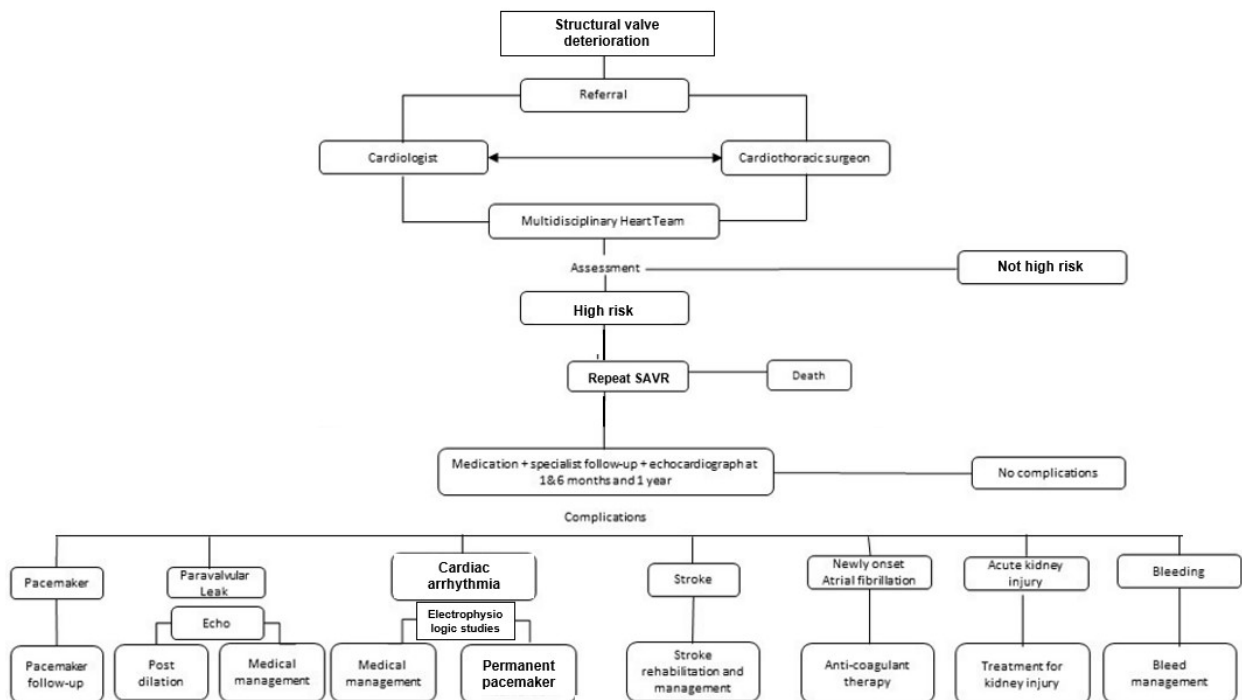 Structural valve
deterioration
Referral
Cardiologist
Cardiothoracic surgeon
Multidisciplinary Heart Team
Assessment
Not high risk
High risk
Repeat SAVR
Death
Medication + specialist follow-up + echocardiograph at
1&6 months and 1 year
No complications
Complications
Pacemaker
Paravalvular
Leak
Cardiac
arrhythmia
Stroke
Newly onset
Atrial fibrillation
Acute kidney
injury
Bleeding
Echo
Electrophysio
logic studies
Pacemaker
follow-up
Post
dilation
Medical
management
Medical
management
Permanent
pacemaker
Stroke
rehabilitation and
management
Anti-coagulant
therapy
Treatment for
kidney injury
Bleed
management